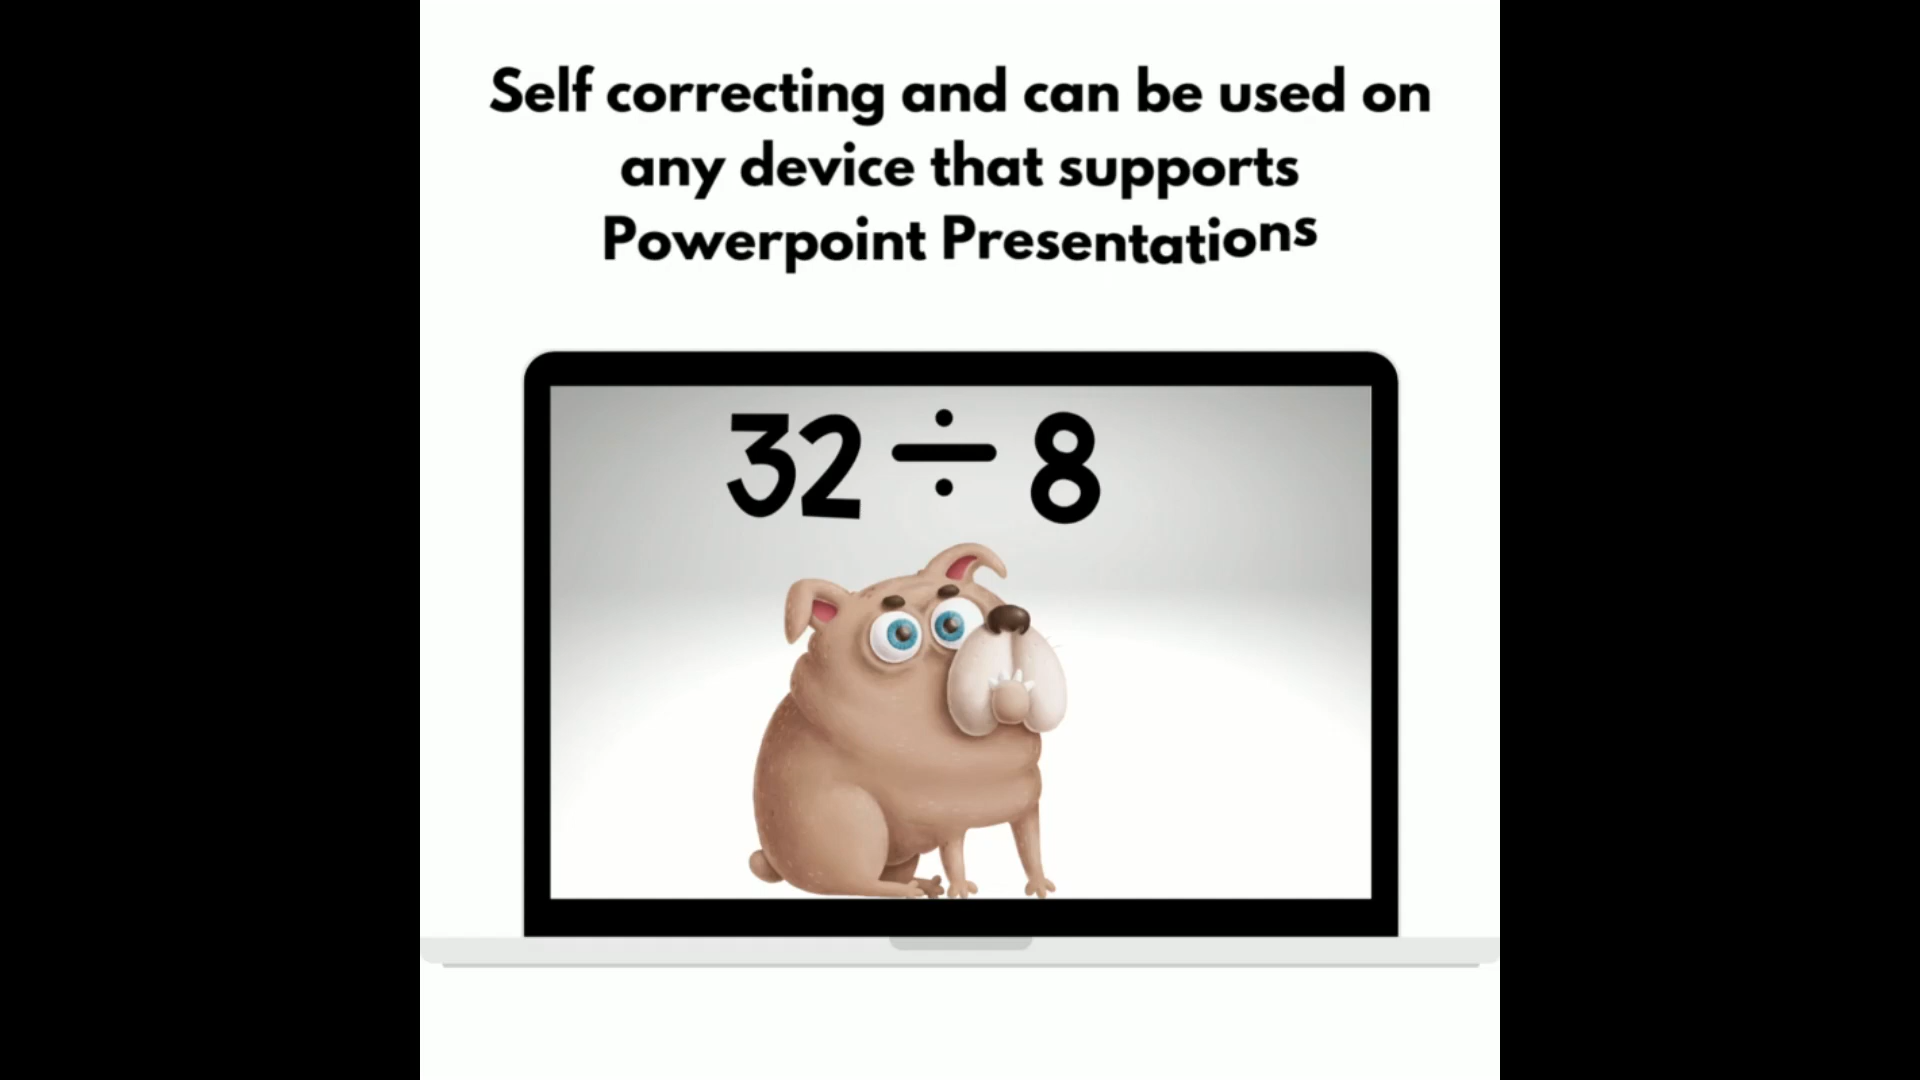 Self correcting and can be used on
any device that supports
Powerpoint Presentations
32 ÷ 8